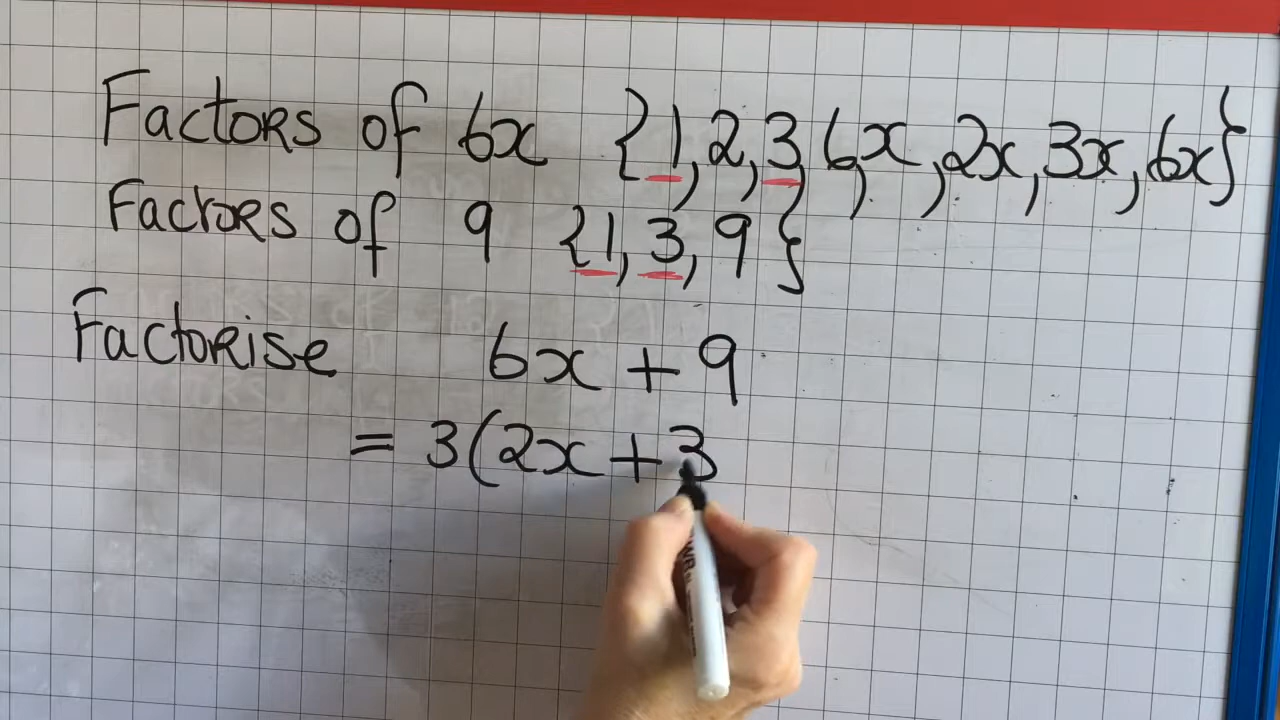 Factors of 6x {1, 2, 3, 6, x, 2x, 3x, 6x}
Factors of 9 {1, 3, 9}
Factorise 6x + 9
= 3(2x + 3